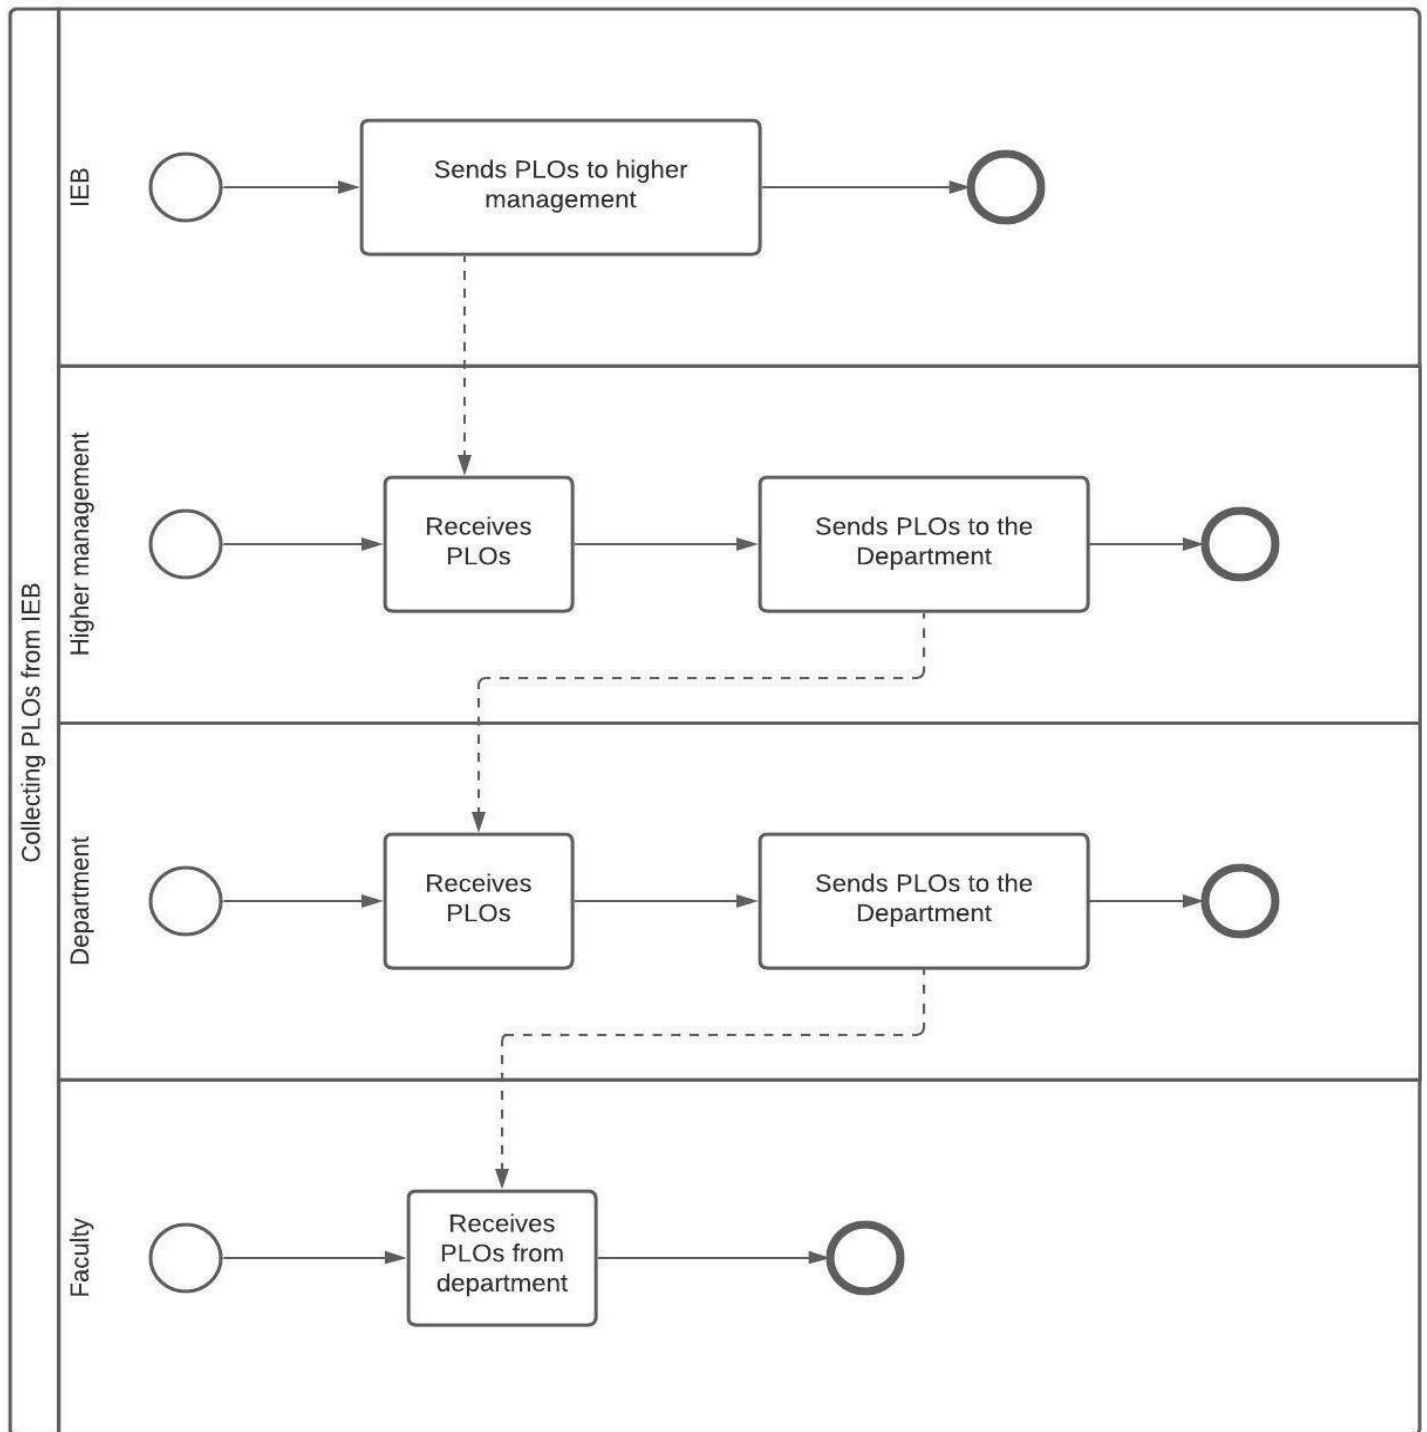 Collecting PLOs from IEB
IEB
Sends PLOs to higher
management
Higher management
Receives
PLOs
Sends PLOs to the
Department
Department
Receives
PLOs
Sends PLOs to the
Department
Faculty
Receives
PLOs from
department